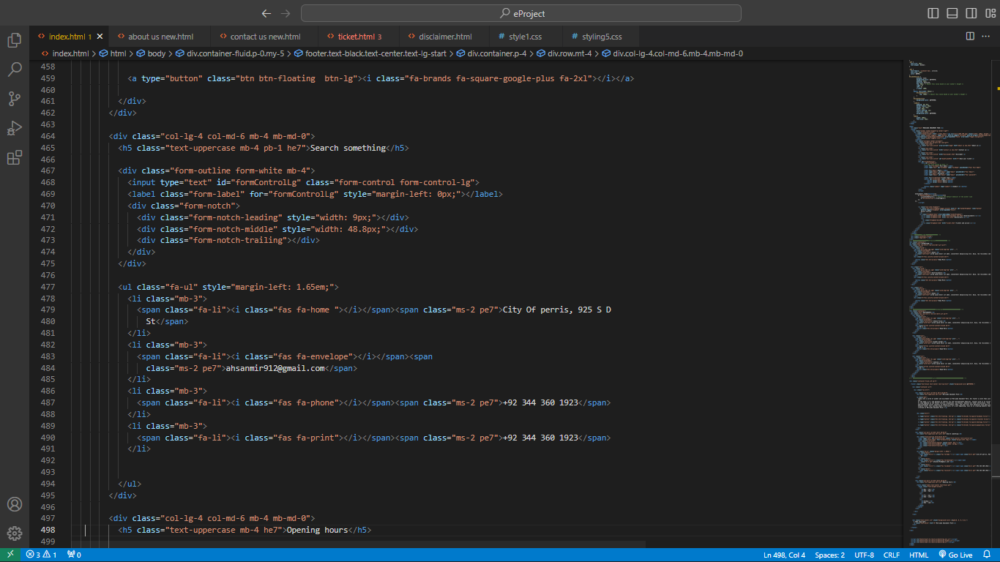 eProject
index.html 1
about us new.html
contact us new.html
ticket.html 3
disclaimer.html
style1.css
styling5.css
index.html > html > body > div.container-fluid.p-0.my-5 > footer.text-black.text-center.text-lg-start > div.container.p-4 > div.row.mt-4 > div.col-lg-4.col-md-6.mb-4.mb-md-0
458
459 <a type="button" class="btn btn-floating  btn-lg"><i class="fa-brands fa-square-google-plus fa-2xl"></i></a>
460
461 </div>
462 </div>
463
464 <div class="col-lg-4 col-md-6 mb-4 mb-md-0">
465 <h5 class="text-uppercase mb-4 pb-1 he7">Search something</h5>
466
467 <div class="form-outline form-white mb-4">
468 <input type="text" id="formControlLg" class="form-control form-control-lg">
469 <label class="form-label" for="formControlLg" style="margin-left: 0px;"></label>
470 <div class="form-notch">
471 <div class="form-notch-leading" style="width: 9px;"></div>
472 <div class="form-notch-middle" style="width: 48.8px;"></div>
473 <div class="form-notch-trailing"></div>
474 </div>
475 </div>
476
477 <ul class="fa-ul" style="margin-left: 1.65em;">
478 <li class="mb-3">
479 <span class="fa-li"><i class="fas fa-home "></i></span><span class="ms-2 pe7">City Of perris, 925 S D
480 St</span>
481 </li>
482 <li class="mb-3">
483 <span class="fa-li"><i class="fas fa-envelope"></i></span><span
484 class="ms-2 pe7">ahsanmir912@gmail.com</span>
485 </li>
486 <li class="mb-3">
487 <span class="fa-li"><i class="fas fa-phone"></i></span><span class="ms-2 pe7">+92 344 360 1923</span>
488 </li>
489 <li class="mb-3">
490 <span class="fa-li"><i class="fas fa-print"></i></span><span class="ms-2 pe7">+92 344 360 1923</span>
491 </li>
492
493
494 </ul>
495 </div>
496
497 <div class="col-lg-4 col-md-6 mb-4 mb-md-0">
498 <h5 class="text-uppercase mb-4 he7">Opening hours</h5>
499
3 1 0 Ln 498, Col 4 Spaces: 2 UTF-8 CRLF HTML Go Live